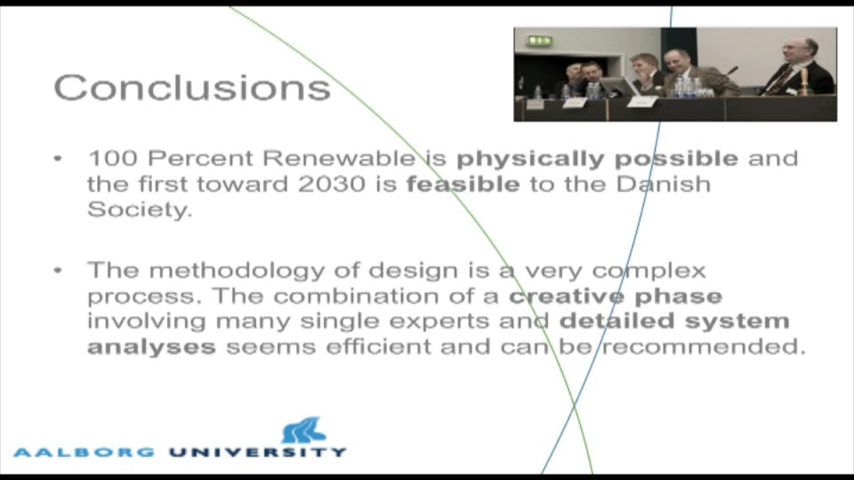 Conclusions
• 100 Percent Renewable is physically possible and
the first toward 2030 is feasible to the Danish
Society.
• The methodology of design is a very complex
process. The combination of a creative phase
involving many single experts and detailed system
analyses seems efficient and can be recommended.
AALBORG UNIVERSITY